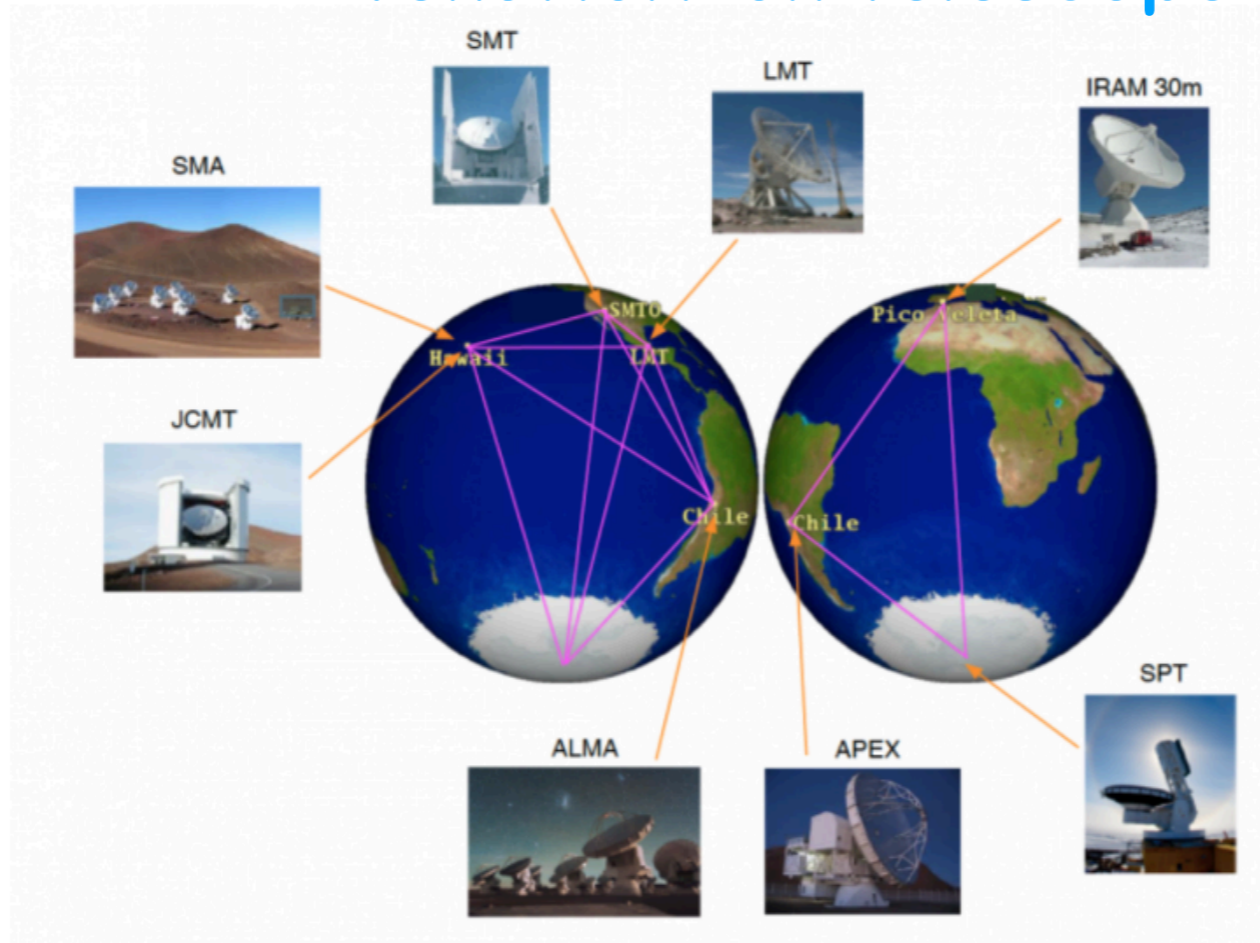 SMT
LMT
IRAM 30m
SMA
SMTO
Pico Veleta
Hawaii
LMT
JCMT
Chile
Chile
SPT
ALMA
APEX